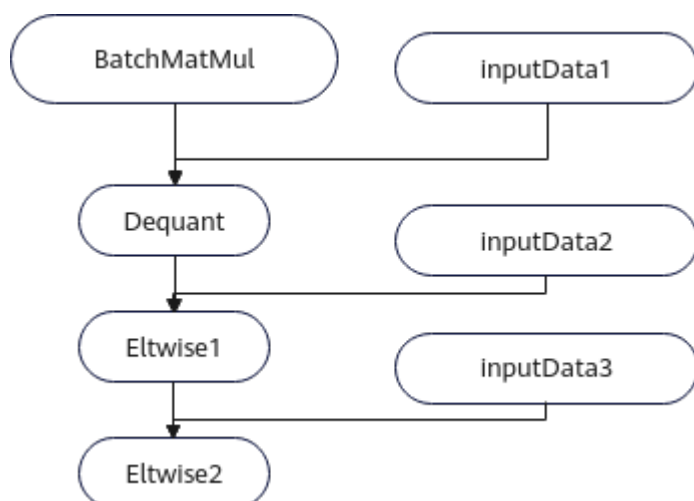 BatchMatMul
inputData1
Dequant
inputData2
Eltwise1
inputData3
Eltwise2